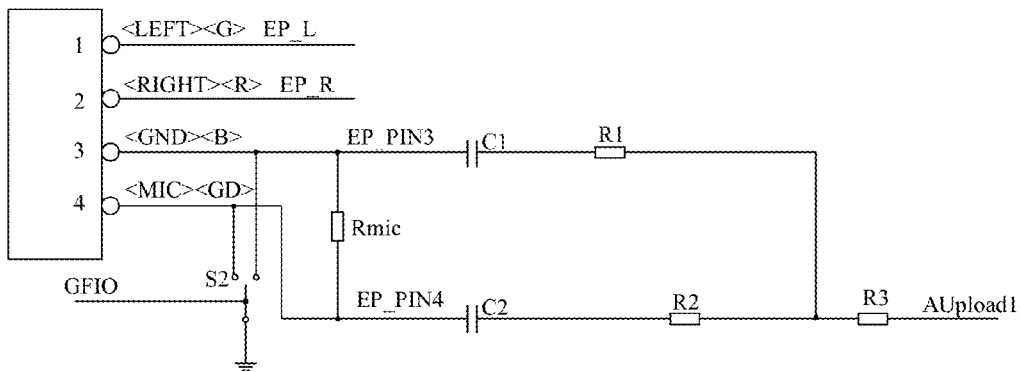 1 <LEFT><G> EP_L
2 <RIGHT><R> EP_R
3 <GND><B> EP_PIN3 C1 R1
4 <MIC><GD>
Rmic
S2
GFIO
EP_PIN4 C2 R2 R3 AUpload1